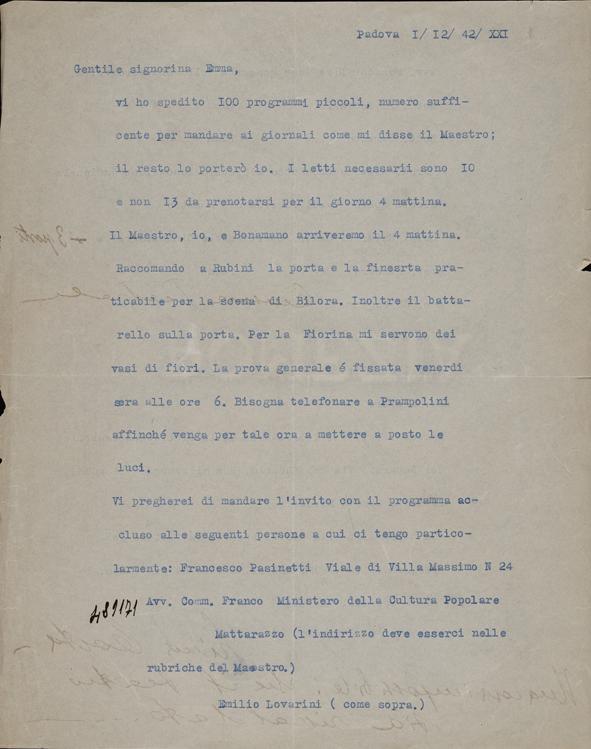 Padova I/ I2/ 42/ XXI
Gentile signorina Emma,
vi ho spedito I00 programmi piccoli, numero suffi-
cente per mandare ai giornali come mi disse il Maestro;
il resto lo porterò io. I letti necessarii sono I0
e non I3 da prenotarsi per il giorno 4 mattina.
Il Maestro, io, e Bonamano arriveremo il 4 mattina.
Raccomando a Rubini la porta e la finesrta pra-
ticabile per la scena di Bilora. Inoltre il batta-
rello sulla porta. Per la Fiorina mi servono dei
vasi di fiori. La prova generale é fissata venerdi
sera alle ore 6. Bisogna telefonare a Prampolini
affinché venga per tale ora a mettere a posto le
luci.
Vi pregherei di mandare l'invito con il programma ac-
cluso alle seguenti persone a cui ci tengo partico-
larmente: Francesco Pasinetti Viale di Villa Massimo N 24
Avv. Comm. Franco Ministero della Cultura Popolare
489171
Mattarazzo (l'indirizzo deve esserci nelle
rubriche del Maestro.)
Emilio Lovarini ( come sopra.)